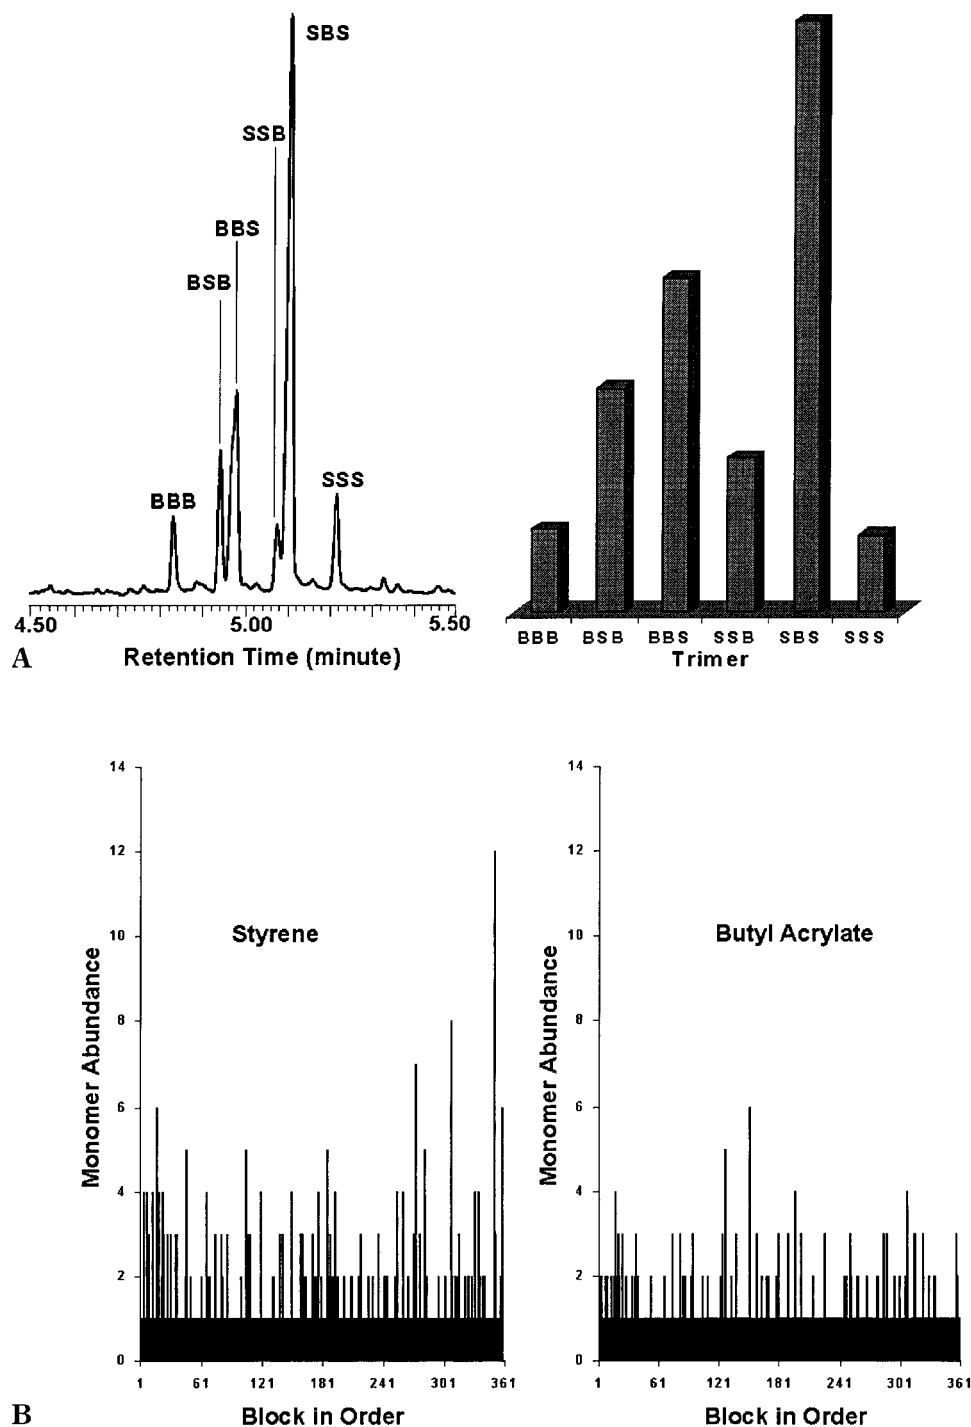 SBS
SSB
BBS
BSB
SSS
BBB
4.50 5.00 5.50
Retention Time (minute)
BBB BSB BBS SSB SBS SSS
Trimer
A
14
12
10
8
6
4
2
0
Monomer Abundance
Styrene
1 61 121 181 241 301 361
Block in Order
14
12
10
8
6
4
2
0
Monomer Abundance
Butyl Acrylate
1 61 121 181 241 301 361
Block in Order
B